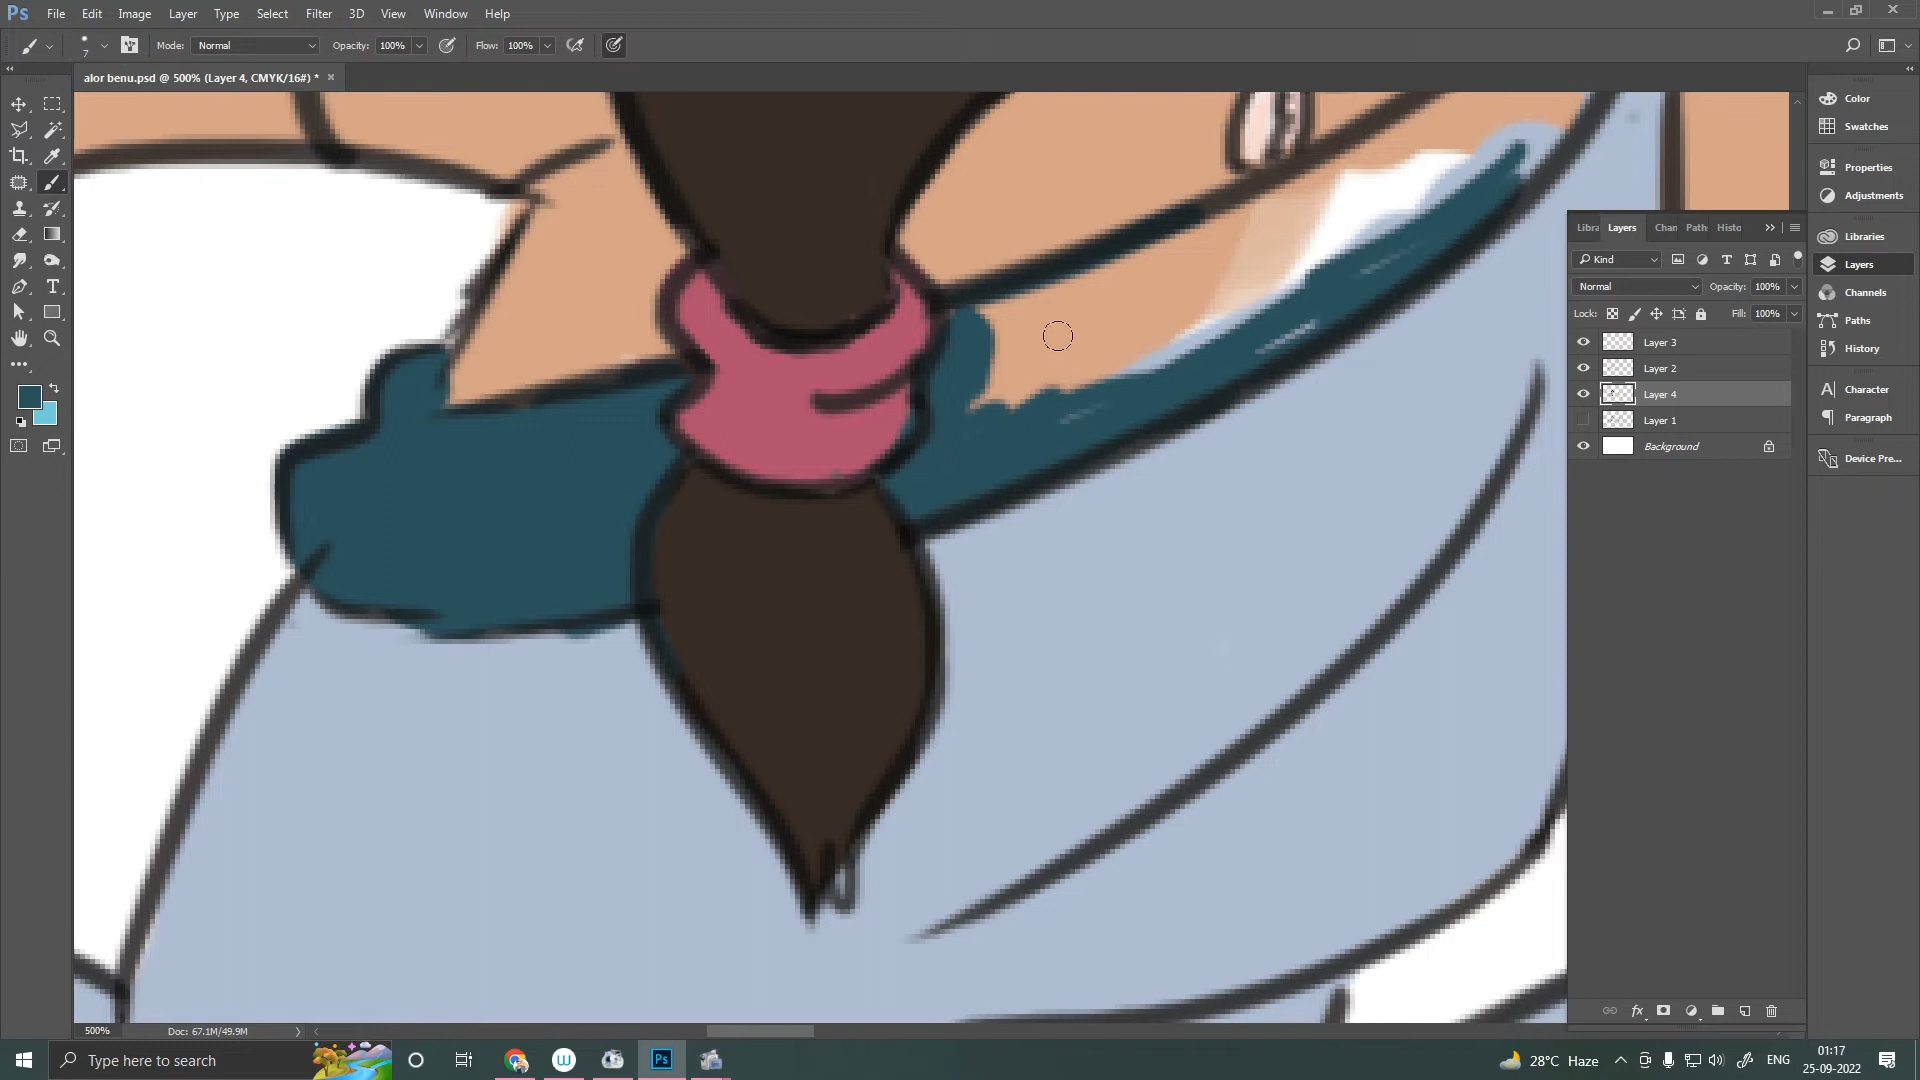 Ps File Edit Image Layer Type Select Filter 3D View Window Help
7 Mode: Normal Opacity: 100% Flow: 100%
alor benu.psd @ 500% (Layer 4, CMYK/16#) * ×
Color
Swatches
Properties
Adjustments
Libraries
Layers
Channels
Paths
History
Character
Paragraph
Device Pre...
Libra Layers Chan Path Histo
Kind
Normal Opacity: 100%
Lock: Fill: 100%
Layer 3
Layer 2
Layer 4
Layer 1
Background
fx
500% Doc: 67.1M/49.9M
Type here to search
Ps
28°C Haze
ENG
01:17
25-09-2022